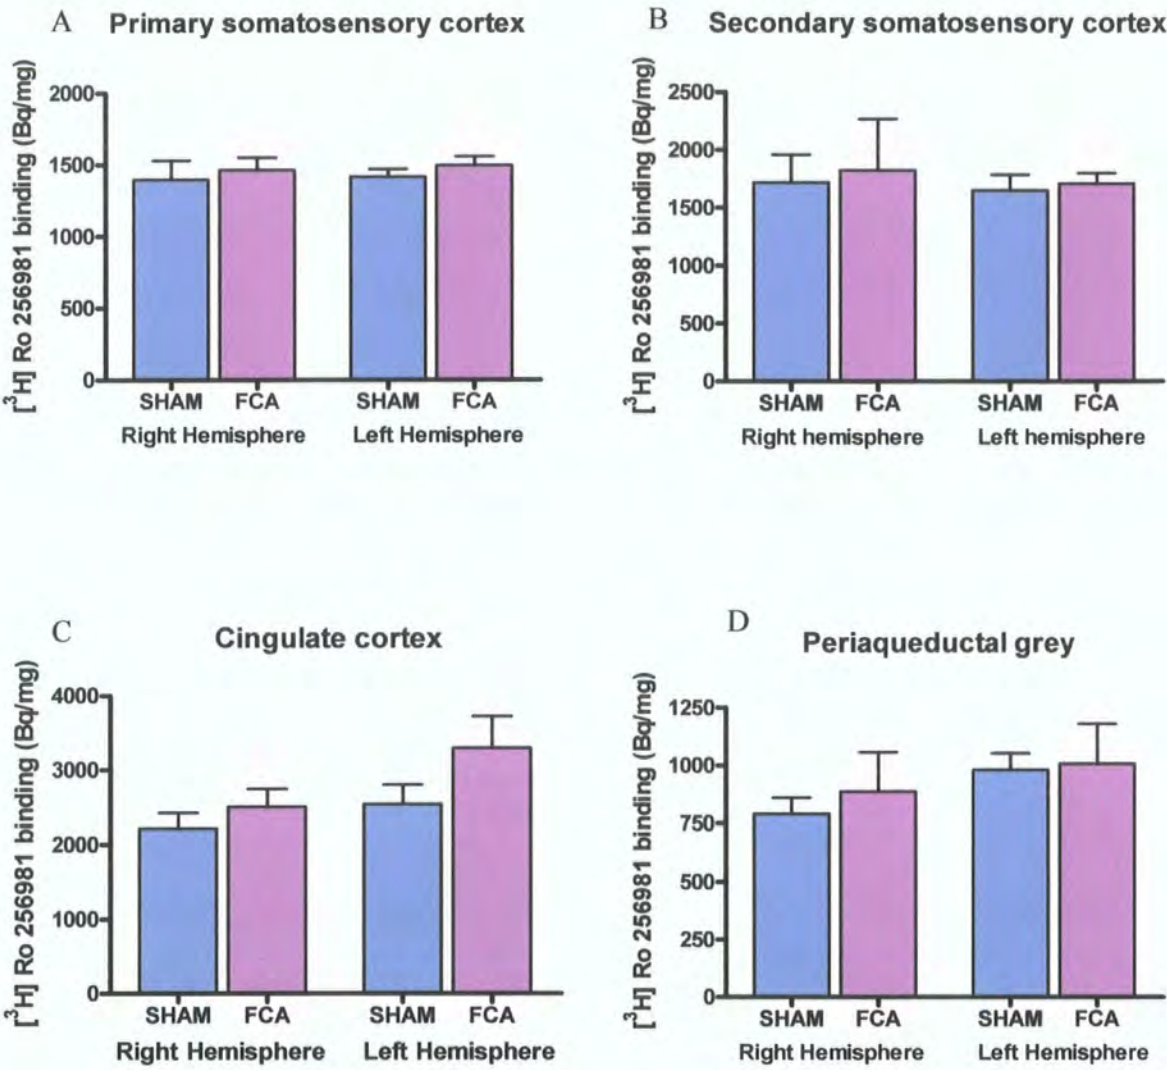 A Primary somatosensory cortex
[³H] Ro 256981 binding (Bq/mg)
2000
1500
1000
500
0
SHAM FCA SHAM FCA
Right Hemisphere Left Hemisphere
B Secondary somatosensory cortex
[³H] Ro 256981 binding (Bq/mg)
2500
2000
1500
1000
500
0
SHAM FCA SHAM FCA
Right hemisphere Left hemisphere
C Cingulate cortex
[³H] Ro 256981 binding (Bq/mg)
4000
3000
2000
1000
0
SHAM FCA SHAM FCA
Right Hemisphere Left Hemisphere
D Periaqueductal grey
[³H] Ro 256981 binding (Bq/mg)
1250
1000
750
500
250
0
SHAM FCA SHAM FCA
Right Hemisphere Left Hemisphere